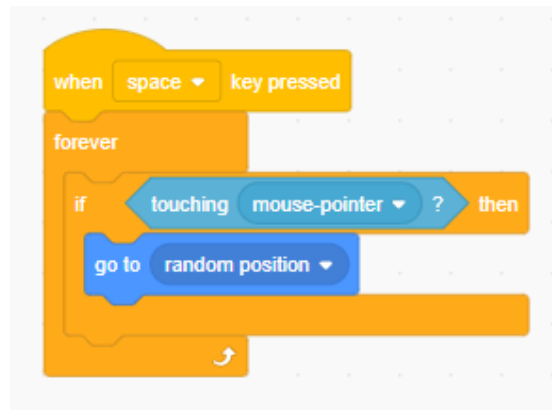 when space key pressed
forever
if touching mouse-pointer ? then
go to random position